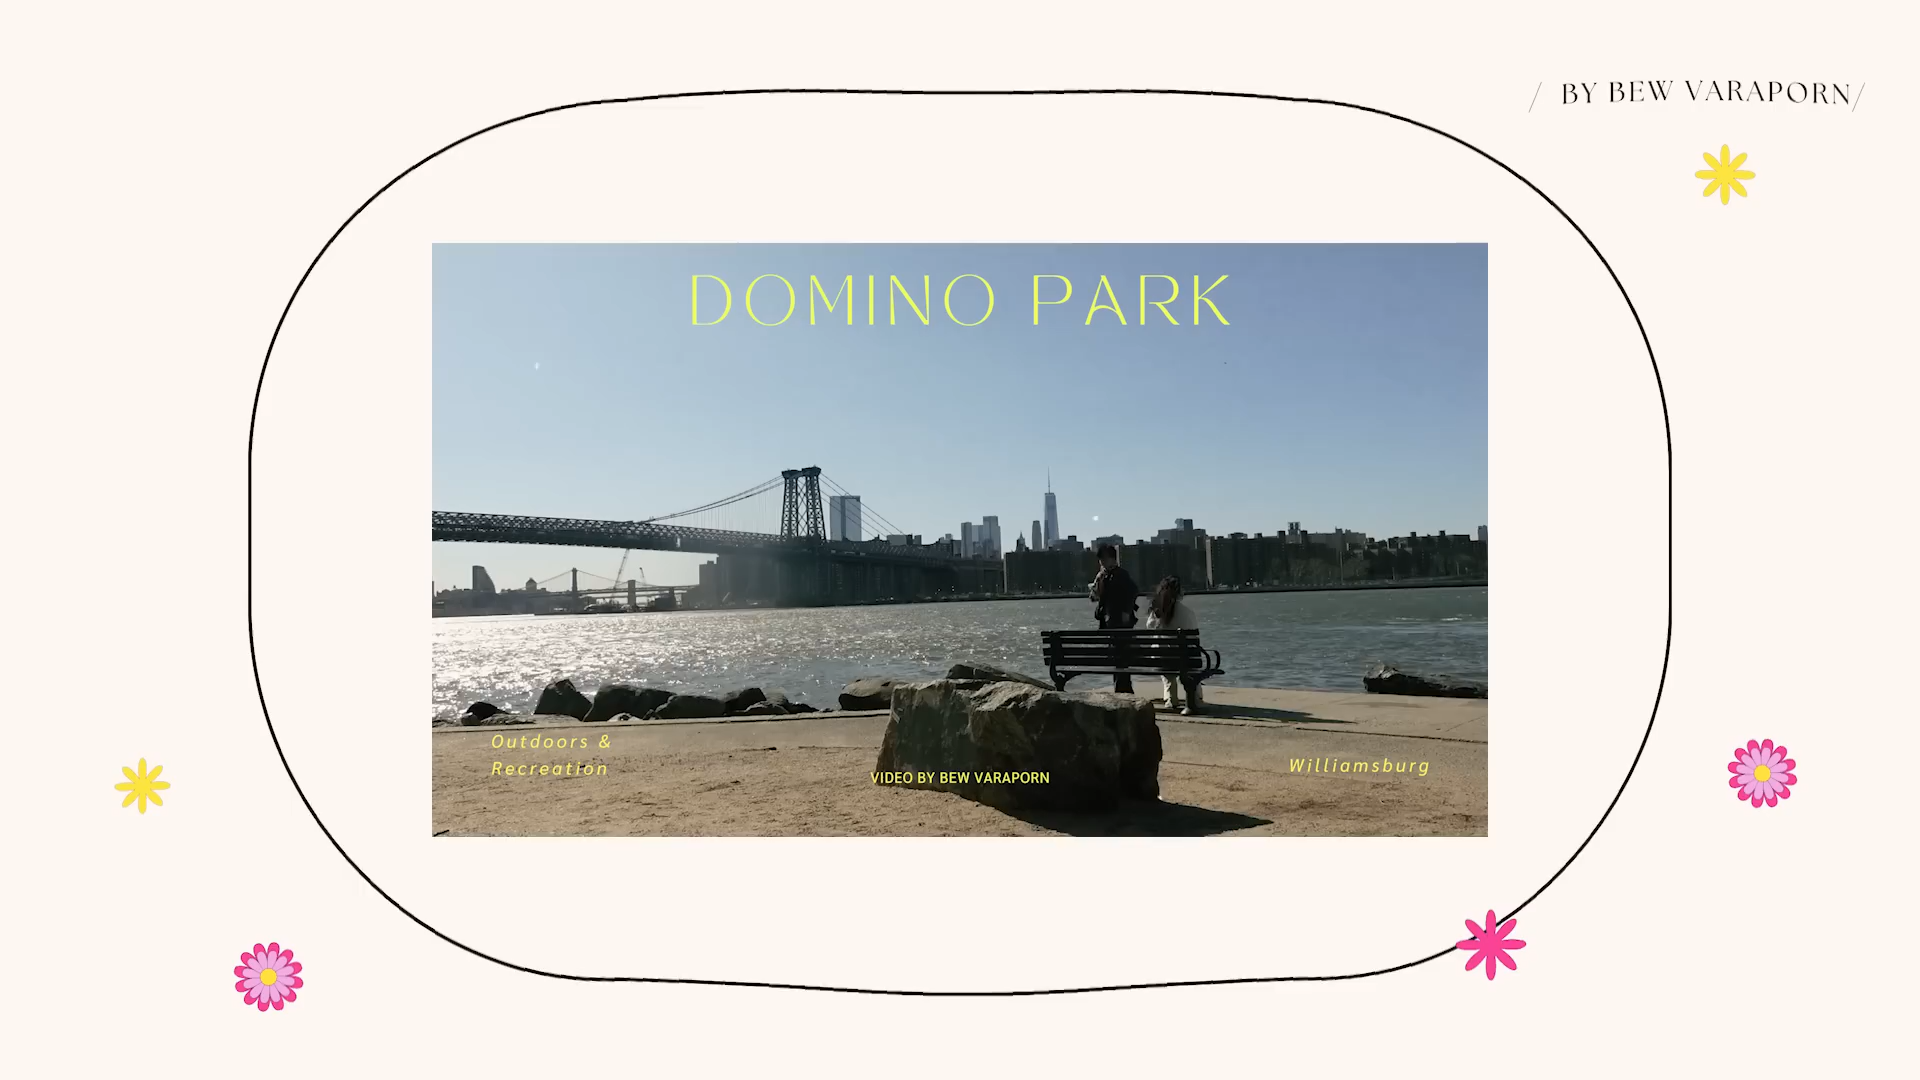 / BY BEW VARAPORN/
DOMINO PARK
Outdoors &
Recreation
VIDEO BY BEW VARAPORN
Williamsburg